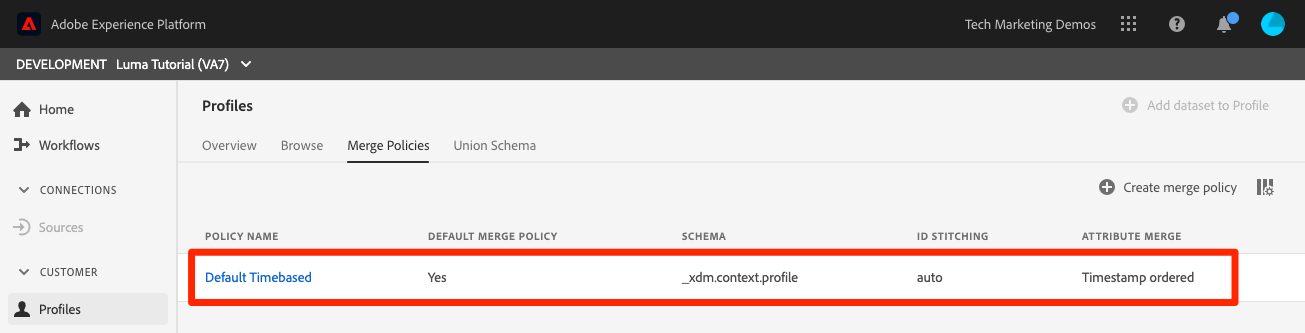 Adobe Experience Platform
Tech Marketing Demos
DEVELOPMENT Luma Tutorial (VA7)
Home
Workflows
CONNECTIONS
Sources
CUSTOMER
Profiles
Profiles
Add dataset to Profile
Overview Browse Merge Policies Union Schema
Create merge policy
POLICY NAME DEFAULT MERGE POLICY SCHEMA ID STITCHING ATTRIBUTE MERGE
Default Timebased Yes _xdm.context.profile auto Timestamp ordered